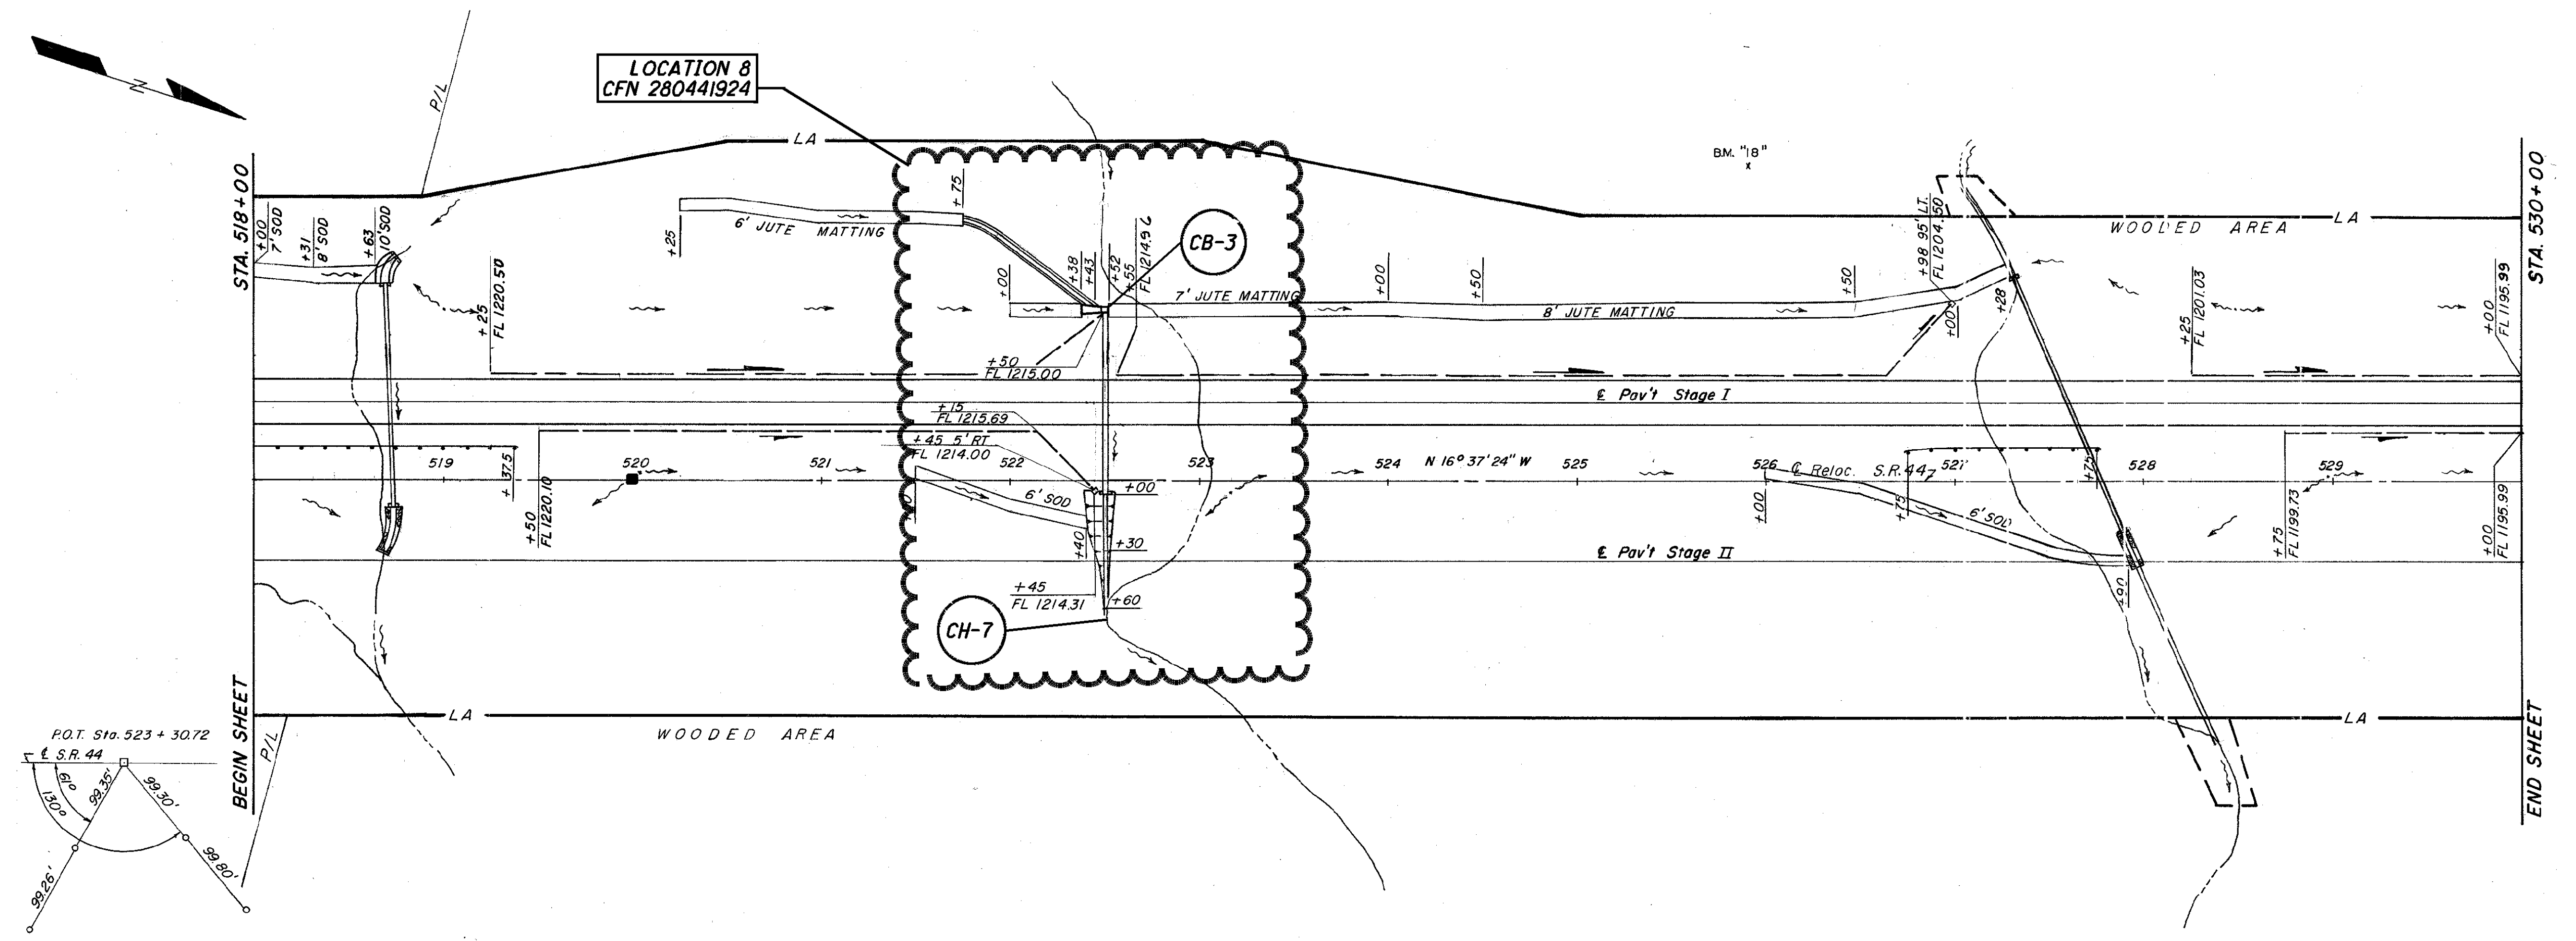 LOCATION 8
CFN 280441924
N
P/L
LA
B.M. "18"
x
STA. 518+00
+00
7' SOD
+31
8' SOD
+63
10' SOD
+25
FL 1220.50
+25
6' JUTE MATTING
+75
+00
+38
+43
+52
+55
FL 1214.96
CB-3
7' JUTE MATTING
+00
+50
8' JUTE MATTING
+50
+98 95' LT.
FL 1204.50
+00
+28
WOODED AREA
LA
+25
FL 1201.03
+00
FL 1195.99
STA. 530+00
+50
FL 1215.00
℄ Pav't Stage I
+15
FL 1215.69
+45 5' RT
FL 1214.00
519
+37.5
+50
FL 1220.10
520
521
522
523
524
N 16° 37' 24" W
525
526
℄ Reloc. S.R. 44
527
528
529
6' SOD
+00
+40
+30
+45
FL 1214.31
+60
CH-7
+00
+75
+75
6' SOD
+90
+75
FL 1199.73
+00
FL 1195.99
℄ Pav't Stage II
BEGIN SHEET
LA
WOODED AREA
LA
END SHEET
P/L
P.O.T. Sta. 523 + 30.72
℄ S.R. 44
61°
130°
99.35'
99.30'
99.26'
99.80'